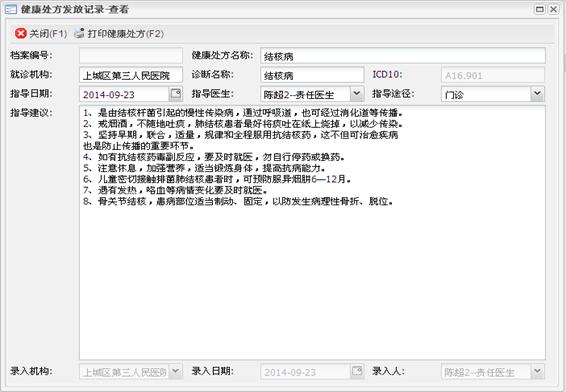 健康处方发放记录-查看
关闭(F1) 打印健康处方(F2)
档案编号: 健康处方名称: 结核病
就诊机构: 上城区第三人民医院 诊断名称: 结核病 ICD10: A16.901
指导日期: 2014-09-23 指导医生: 陈超2--责任医生 指导途径: 门诊
指导建议: 1、是由结核杆菌引起的慢性传染病，通过呼吸道，也可经过消化道等传播。
2、戒烟酒，不随地吐痰，肺结核患者最好将痰吐在纸上烧掉，以减少传染。
3、坚持早期，联合，适量，规律和全程服用抗结核药，这不但可治愈疾病
也是防止传播的重要环节。
4、如有抗结核药毒副反应，要及时就医，勿自行停药或换药。
5、注意休息，加强营养，适当锻炼身体，提高抗病能力。
6、儿童密切接触排菌肺结核患者时，可预防服异烟肼6—12月。
7、遇有发热，咯血等病情变化要及时就医。
8、骨关节结核，患病部位适当制动、固定，以防发生病理性骨折、脱位。
录入机构: 上城区第三人民医院 录入日期: 2014-09-23 录入人: 陈超2--责任医生